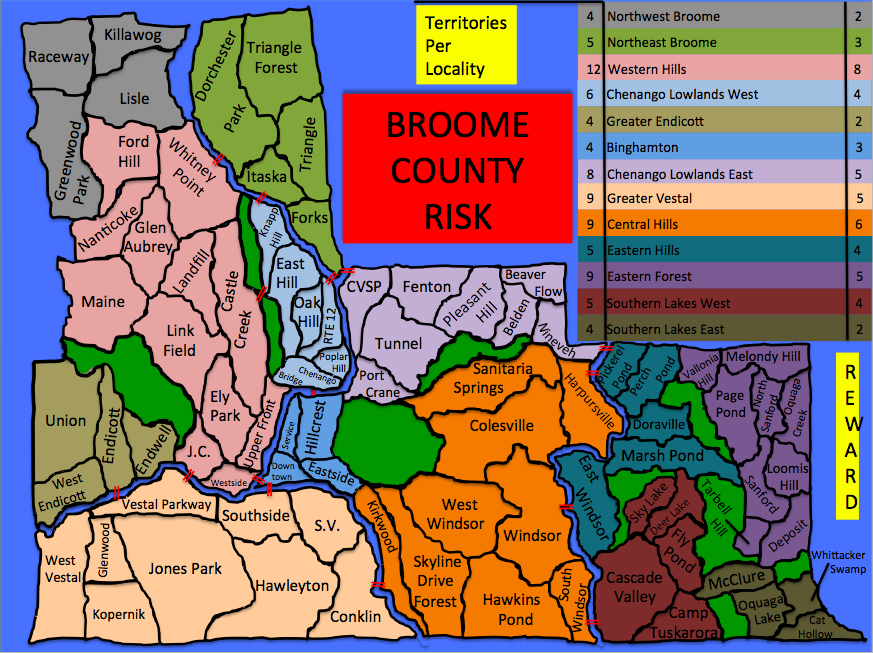 Territories
Per
Locality
BROOME
COUNTY
RISK
4 Northwest Broome 2
5 Northeast Broome 3
12 Western Hills 8
6 Chenango Lowlands West 4
4 Greater Endicott 2
4 Binghamton 3
8 Chenango Lowlands East 5
9 Greater Vestal 5
9 Central Hills 6
5 Eastern Hills 4
9 Eastern Forest 5
5 Southern Lakes West 4
4 Southern Lakes East 2
R
E
W
A
R
D
Raceway
Killawog
Lisle
Greenwood
Park
Dorchester
Park
Triangle
Forest
Triangle
Itaska
Forks
Ford
Hill
Whitney
Point
Nanticoke
Glen
Aubrey
Landfill
Castle
Creek
Maine
Link
Field
Ely
Park
Upper Front
J.C.
Westside
Knapp
Hill
East
Hill
Oak
Hill
RTE 12
Poplar
Hill
Chenango
Bridge
Union
Endicott
Endwell
West
Endicott
Service
Hillcrest
Down
town
Eastside
CVSP
Fenton
Pleasant
Hill
Beaver
Flow
Belden
Nineveh
Tunnel
Port
Crane
Vestal Parkway
Southside
S.V.
West
Vestal
Glenwood
Jones Park
Hawleyton
Kopernik
Conklin
Sanitaria
Springs
Harpursville
Colesville
Kirkwood
West
Windsor
Windsor
Skyline
Drive
Forest
Hawkins
Pond
South
Windsor
Pickerel
Pond
Perch
Pond
Doraville
Marsh Pond
East
Windsor
Vallonia
Hill
Melondy Hill
Page
Pond
North
Sanford
Oquaga
Creek
Loomis
Hill
Sanford
Deposit
Tarbell
Hill
Sky Lake
Deer Lake
Fly
Pond
Cascade
Valley
Camp
Tuskarora
McClure
Oquaga
Lake
Whittacker
Swamp
Cat
Hollow